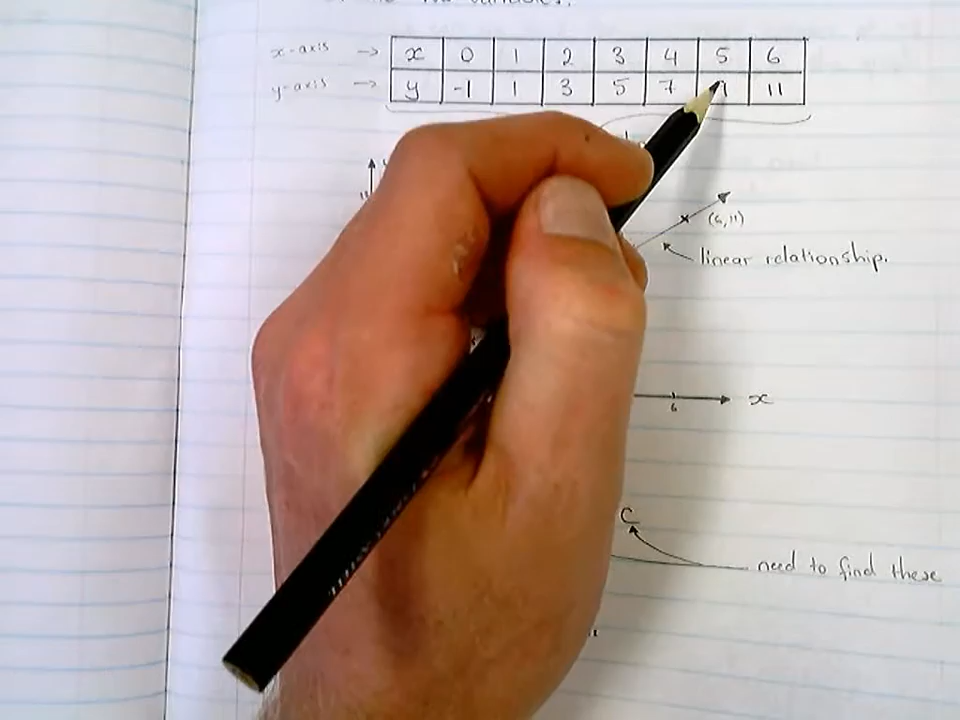 variables.
x-axis → x 0 1 2 3 4 5 6
y-axis → y -1 1 3 5 7 11
(6,11)
linear relationship.
6 x
C
need to find these